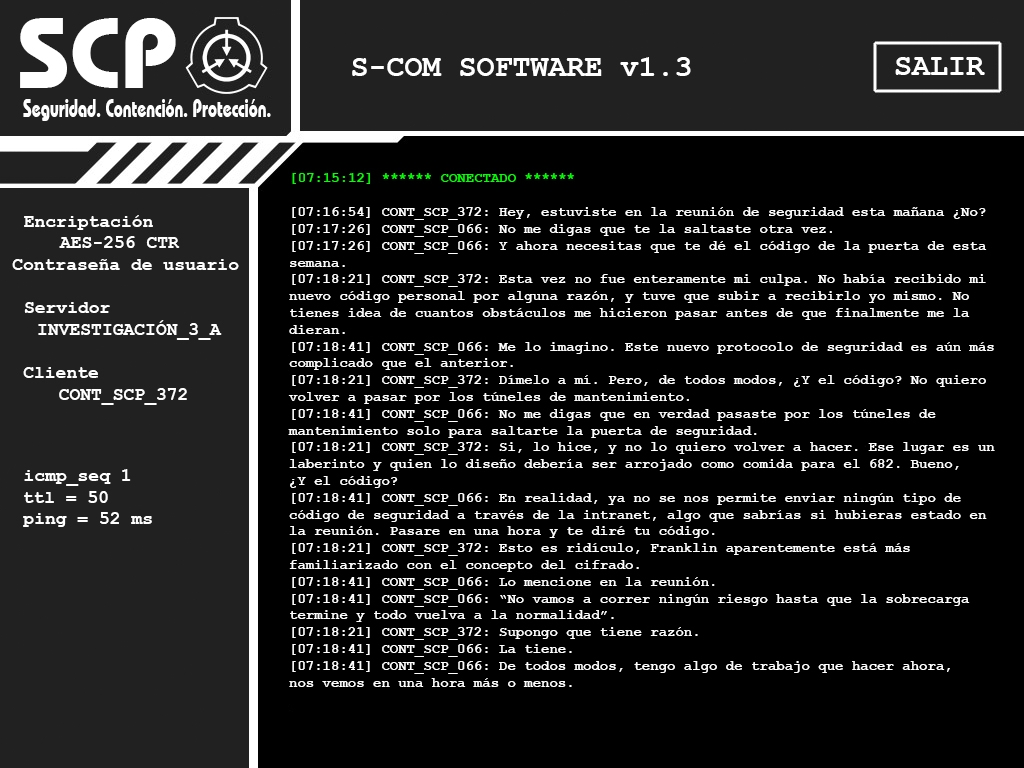 SCP
Seguridad. Contención. Protección.
S-COM SOFTWARE v1.3
SALIR
Encriptación
AES-256 CTR
Contraseña de usuario
Servidor
INVESTIGACIÓN_3_A
Cliente
CONT_SCP_372
icmp_seq 1
ttl = 50
ping = 52 ms
[07:15:12] ****** CONECTADO ******
[07:16:54] CONT_SCP_372: Hey, estuviste en la reunión de seguridad esta mañana ¿No?
[07:17:26] CONT_SCP_066: No me digas que te la saltaste otra vez.
[07:17:26] CONT_SCP_066: Y ahora necesitas que te dé el código de la puerta de esta
semana.
[07:18:21] CONT_SCP_372: Esta vez no fue enteramente mi culpa. No había recibido mi
nuevo código personal por alguna razón, y tuve que subir a recibirlo yo mismo. No
tienes idea de cuantos obstáculos me hicieron pasar antes de que finalmente me la
dieran.
[07:18:41] CONT_SCP_066: Me lo imagino. Este nuevo protocolo de seguridad es aún más
complicado que el anterior.
[07:18:21] CONT_SCP_372: Dímelo a mí. Pero, de todos modos, ¿Y el código? No quiero
volver a pasar por los túneles de mantenimiento.
[07:18:41] CONT_SCP_066: No me digas que en verdad pasaste por los túneles de
mantenimiento solo para saltarte la puerta de seguridad.
[07:18:21] CONT_SCP_372: Si, lo hice, y no lo quiero volver a hacer. Ese lugar es un
laberinto y quien lo diseño debería ser arrojado como comida para el 682. Bueno,
¿Y el código?
[07:18:41] CONT_SCP_066: En realidad, ya no se nos permite enviar ningún tipo de
código de seguridad a través de la intranet, algo que sabrías si hubieras estado en
la reunión. Pasare en una hora y te diré tu código.
[07:18:21] CONT_SCP_372: Esto es ridículo, Franklin aparentemente está más
familiarizado con el concepto del cifrado.
[07:18:41] CONT_SCP_066: Lo mencione en la reunión.
[07:18:41] CONT_SCP_066: “No vamos a correr ningún riesgo hasta que la sobrecarga
termine y todo vuelva a la normalidad”.
[07:18:21] CONT_SCP_372: Supongo que tiene razón.
[07:18:41] CONT_SCP_066: La tiene.
[07:18:41] CONT_SCP_066: De todos modos, tengo algo de trabajo que hacer ahora,
nos vemos en una hora más o menos.